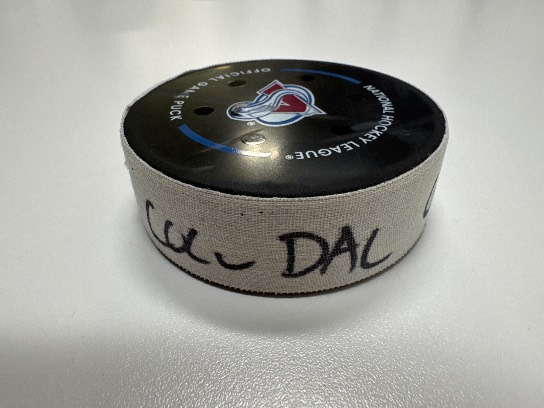 OFFICIAL GAME PUCK
NATIONAL HOCKEY LEAGUE®
DAL